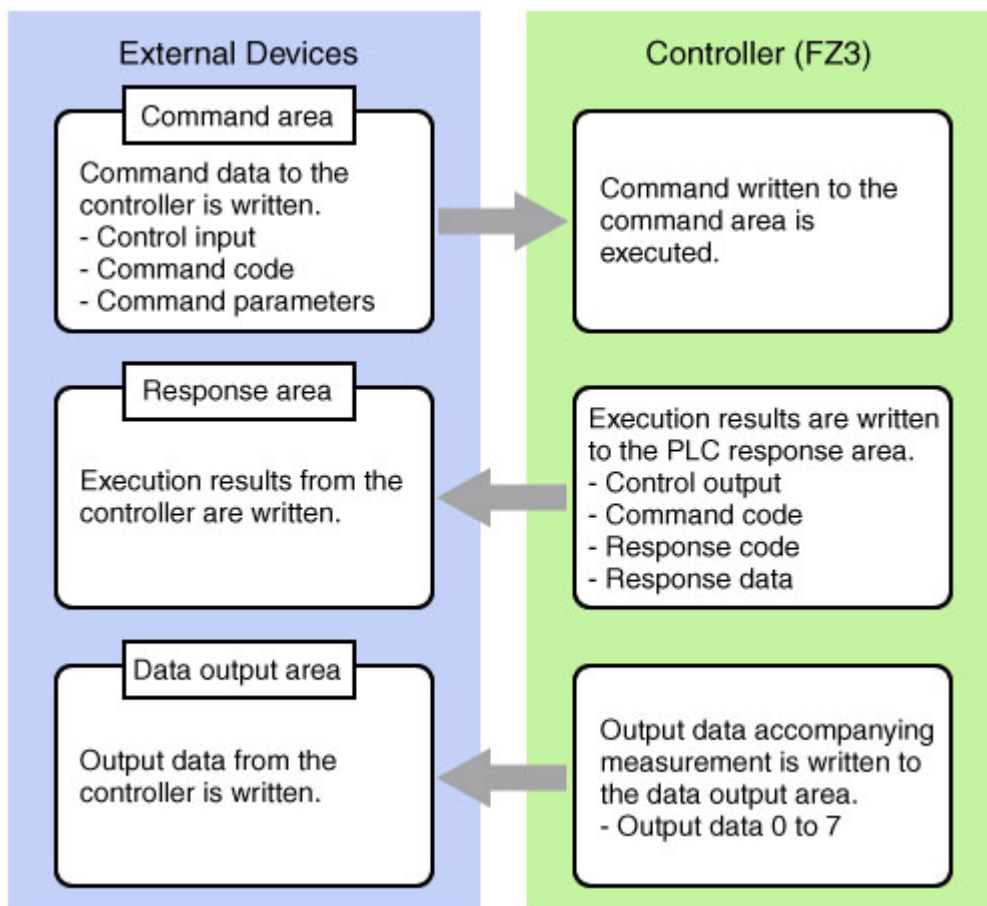 External Devices
Controller (FZ3)
Command area
Command data to the
controller is written.
- Control input
- Command code
- Command parameters
Command written to the
command area is
executed.
Response area
Execution results from the
controller are written.
Execution results are written
to the PLC response area.
- Control output
- Command code
- Response code
- Response data
Data output area
Output data from the
controller is written.
Output data accompanying
measurement is written to
the data output area.
- Output data 0 to 7